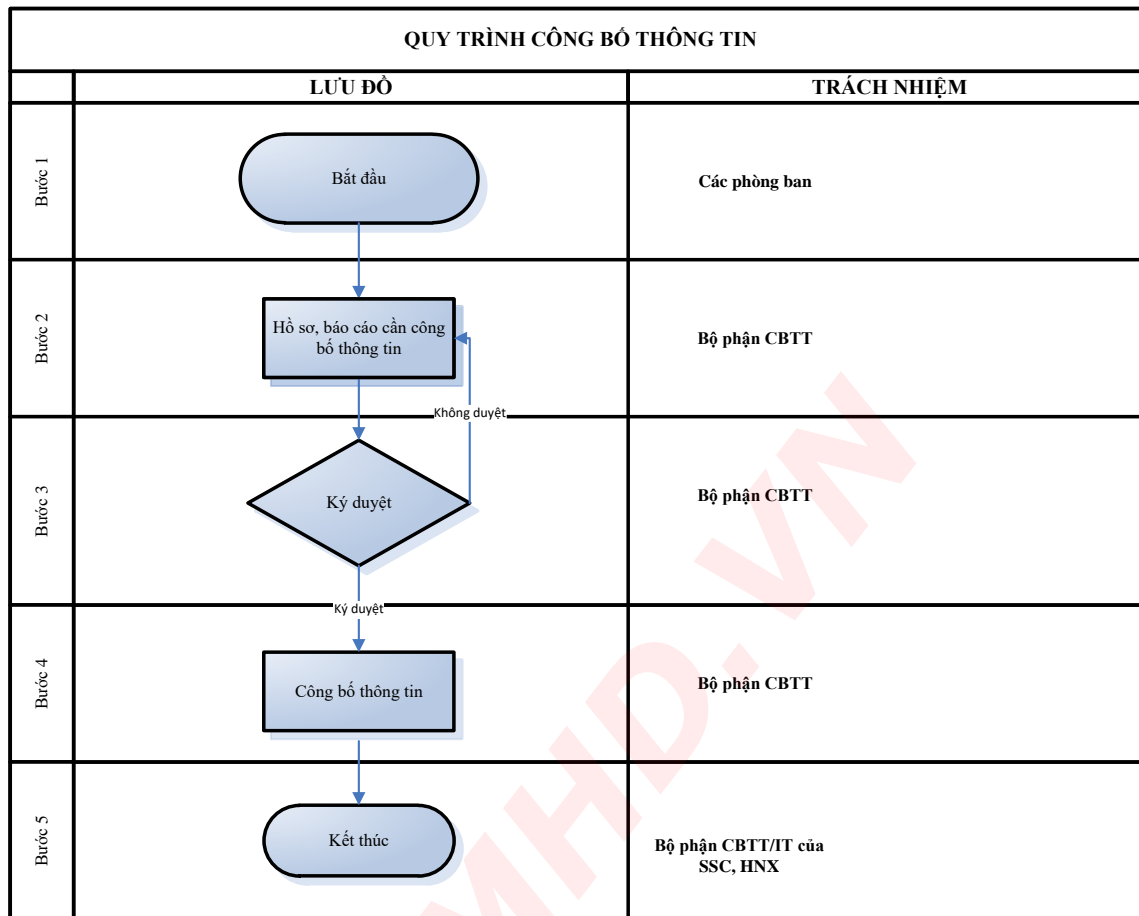 QUY TRÌNH CÔNG BỐ THÔNG TIN
LƯU ĐỒ
TRÁCH NHIỆM
Bước 1
Bắt đầu
Các phòng ban
Bước 2
Hồ sơ, báo cáo cần công
bố thông tin
Bộ phận CBTT
Không duyệt
Bước 3
Ký duyệt
Bộ phận CBTT
Ký duyệt
Bước 4
Công bố thông tin
Bộ phận CBTT
Bước 5
Kết thúc
Bộ phận CBTT/IT của
SSC, HNX
MHD.VN